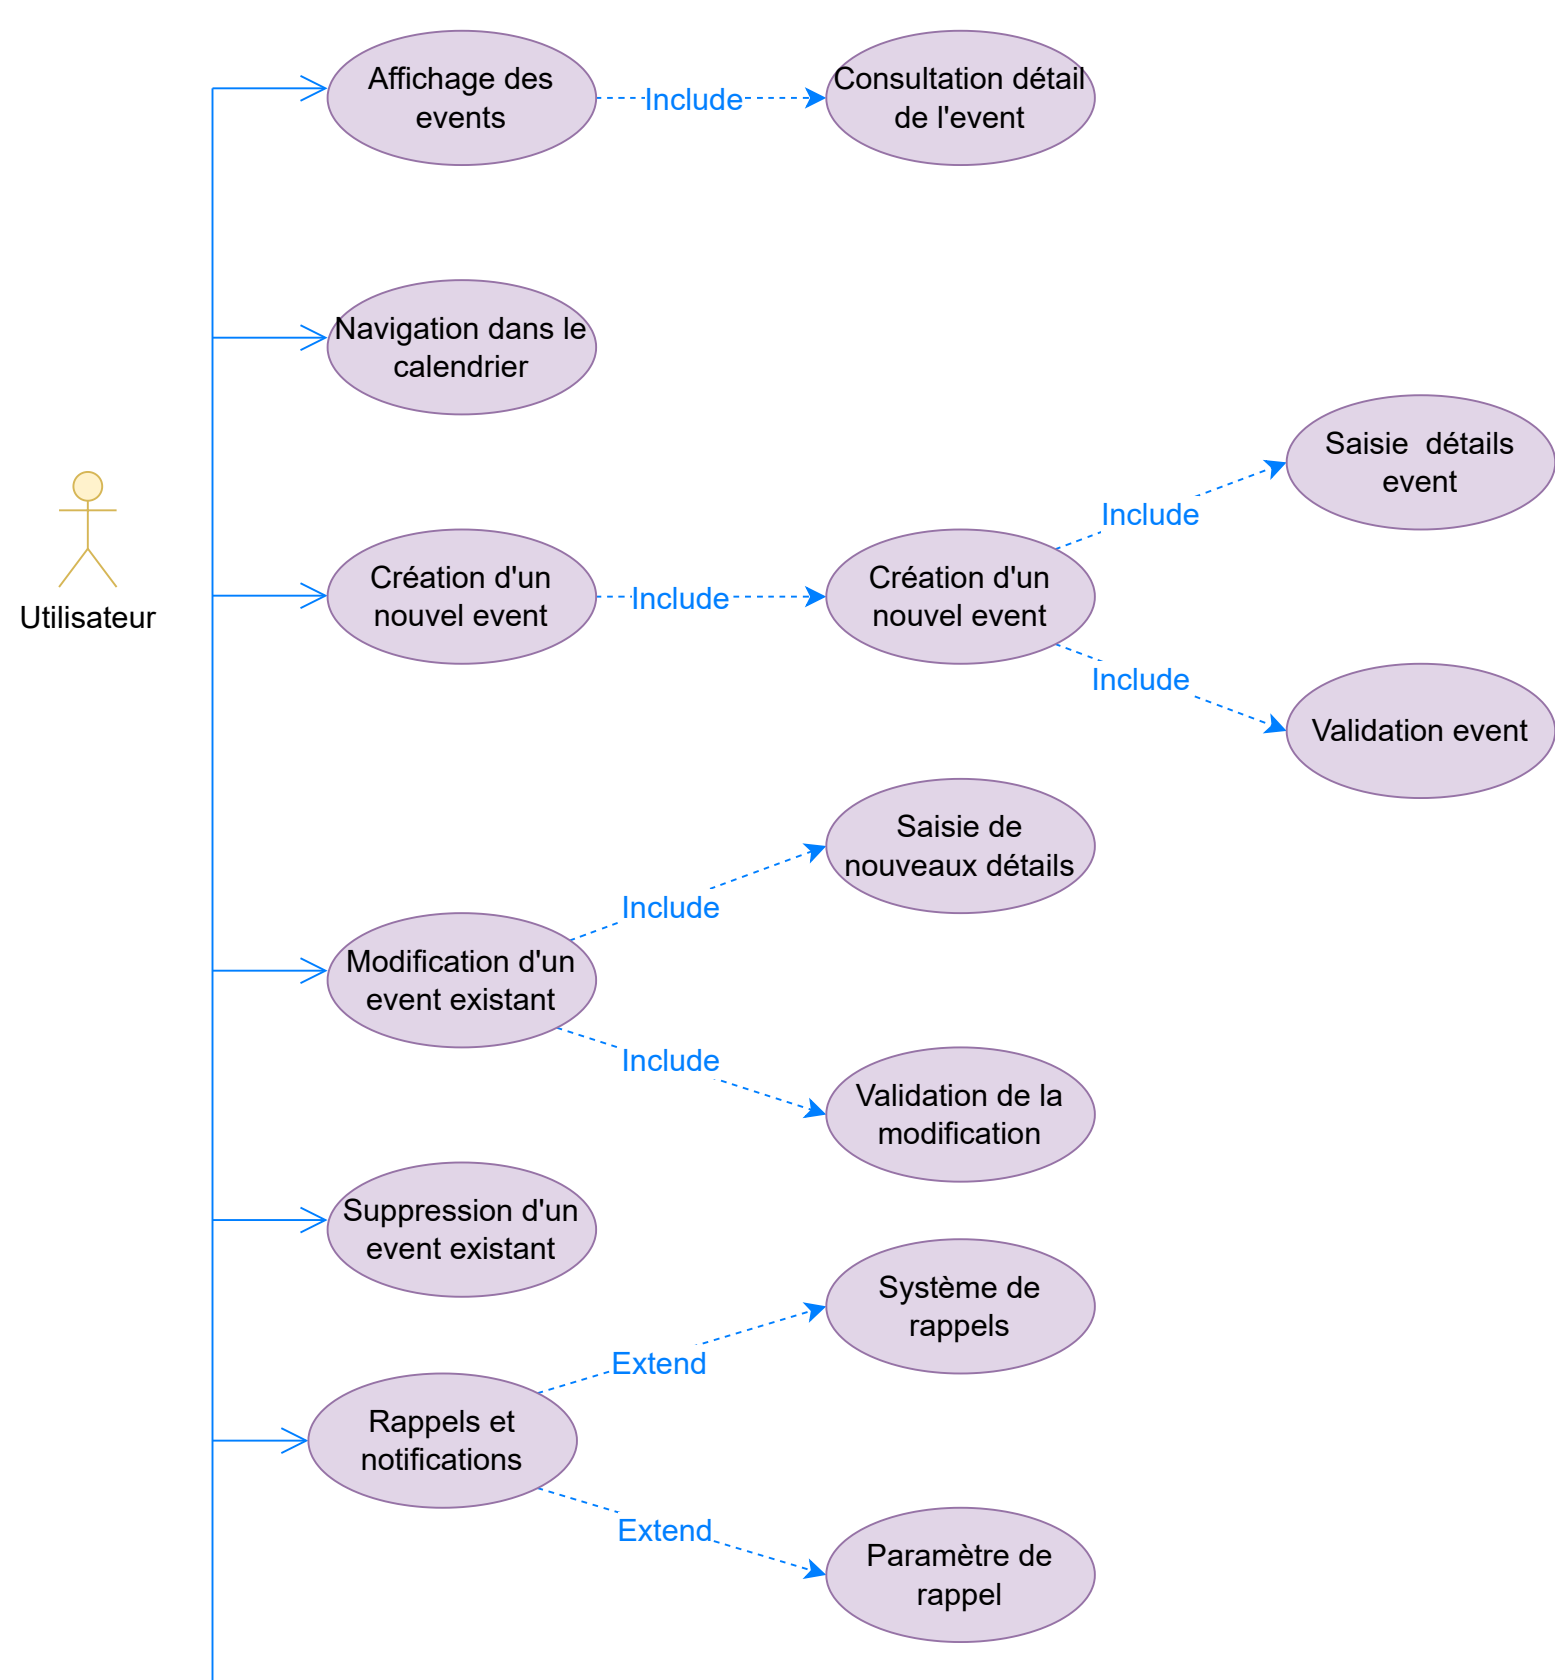 Affichage des
events
Include
Consultation détail
de l'event
Navigation dans le
calendrier
Saisie  détails
event
Include
Utilisateur
Création d'un
nouvel event
Include
Création d'un
nouvel event
Include
Validation event
Saisie de
nouveaux détails
Include
Modification d'un
event existant
Include
Validation de la
modification
Suppression d'un
event existant
Système de
rappels
Extend
Rappels et
notifications
Extend
Paramètre de
rappel